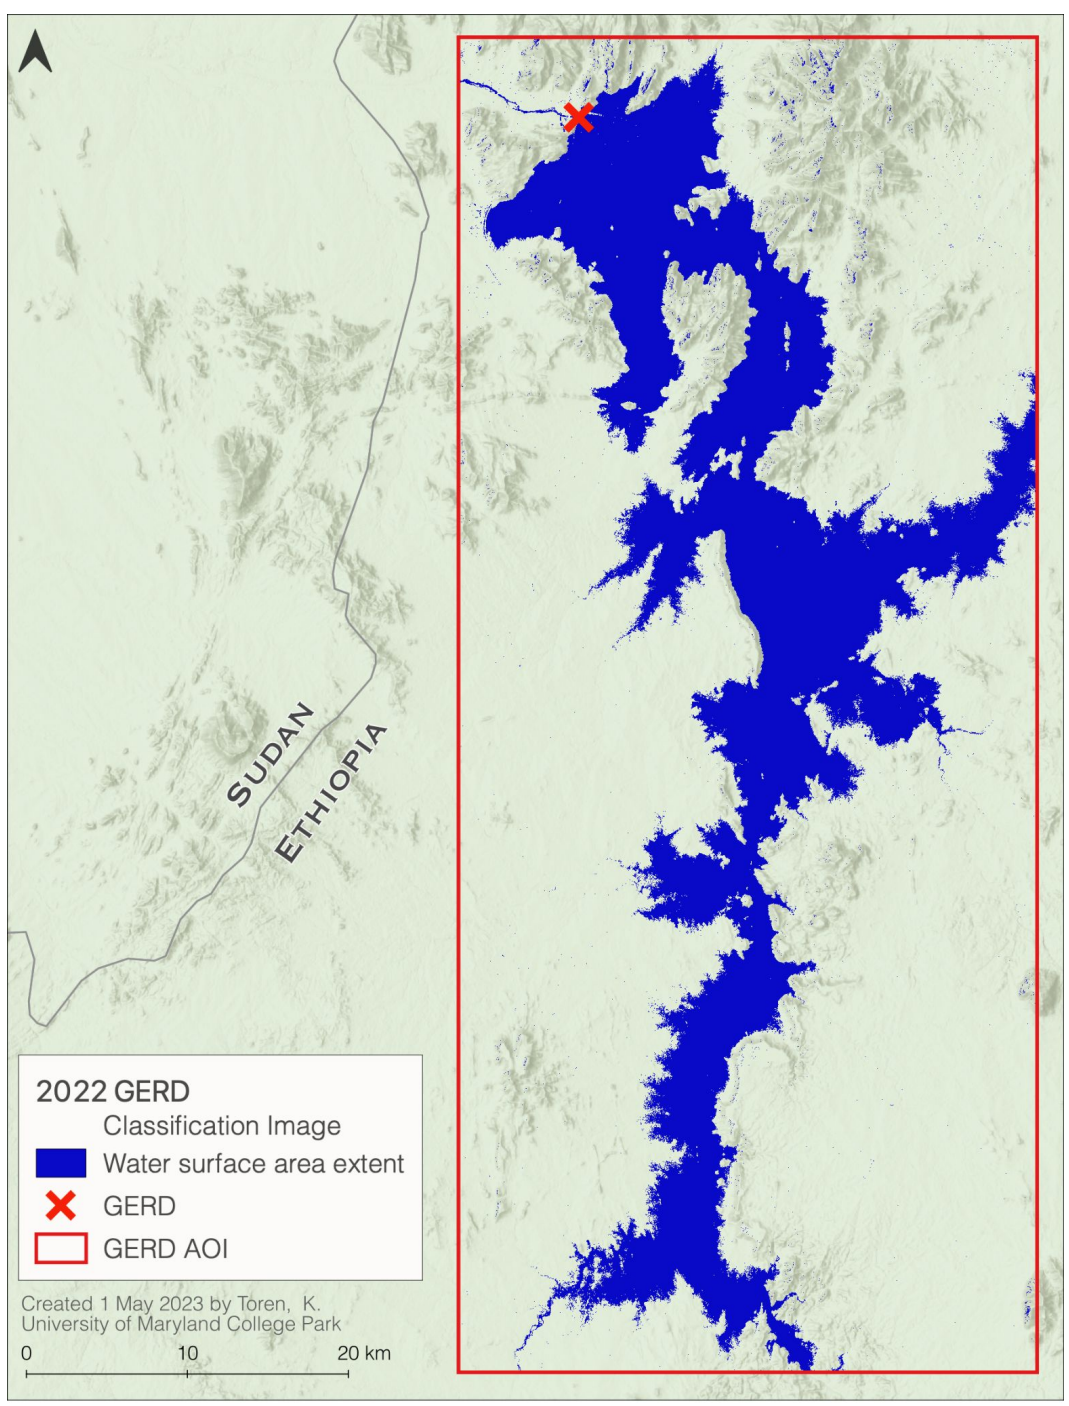 SUDAN
ETHIOPIA
2022 GERD
Classification Image
Water surface area extent
GERD
GERD AOI
Created 1 May 2023 by Toren, K.
University of Maryland College Park
0 10 20 km